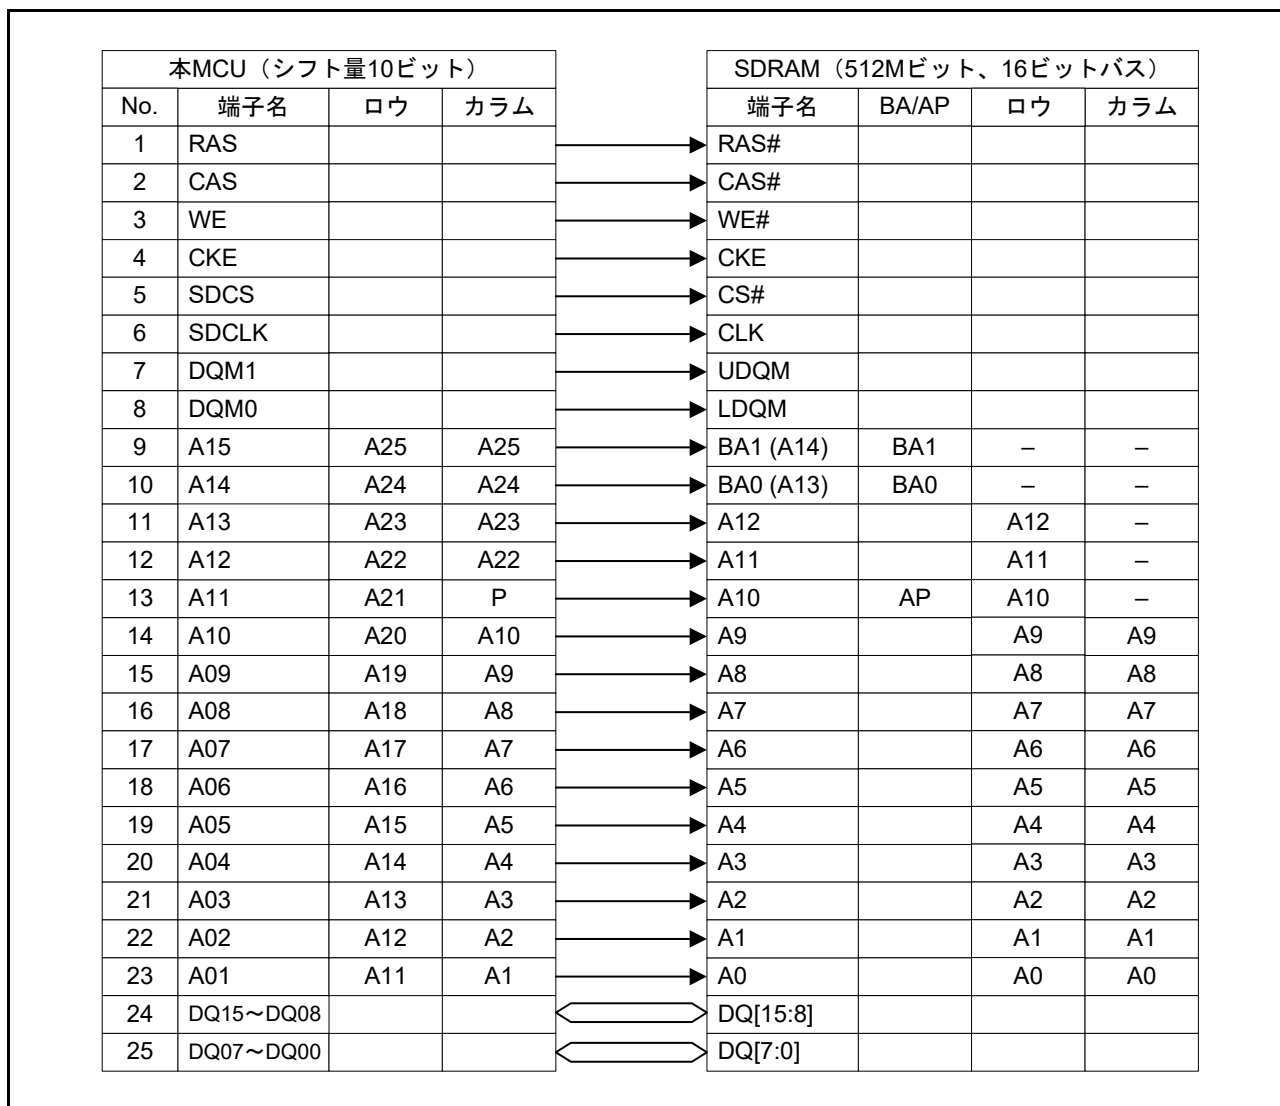 本MCU（シフト量10ビット） SDRAM（512Mビット、16ビットバス）
No. 端子名 ロウ カラム 端子名 BA/AP ロウ カラム
1 RAS RAS#
2 CAS CAS#
3 WE WE#
4 CKE CKE
5 SDCS CS#
6 SDCLK CLK
7 DQM1 UDQM
8 DQM0 LDQM
9 A15 A25 A25 BA1 (A14) BA1 – –
10 A14 A24 A24 BA0 (A13) BA0 – –
11 A13 A23 A23 A12 A12 –
12 A12 A22 A22 A11 A11 –
13 A11 A21 P A10 AP A10 –
14 A10 A20 A10 A9 A9 A9
15 A09 A19 A9 A8 A8 A8
16 A08 A18 A8 A7 A7 A7
17 A07 A17 A7 A6 A6 A6
18 A06 A16 A6 A5 A5 A5
19 A05 A15 A5 A4 A4 A4
20 A04 A14 A4 A3 A3 A3
21 A03 A13 A3 A2 A2 A2
22 A02 A12 A2 A1 A1 A1
23 A01 A11 A1 A0 A0 A0
24 DQ15～DQ08 DQ[15:8]
25 DQ07～DQ00 DQ[7:0]